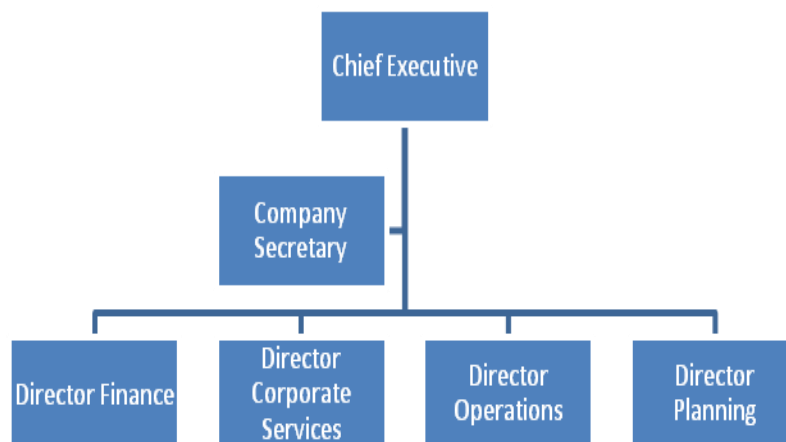 Chief Executive
Company
Secretary
Director Finance
Director
Corporate
Services
Director
Operations
Director
Planning